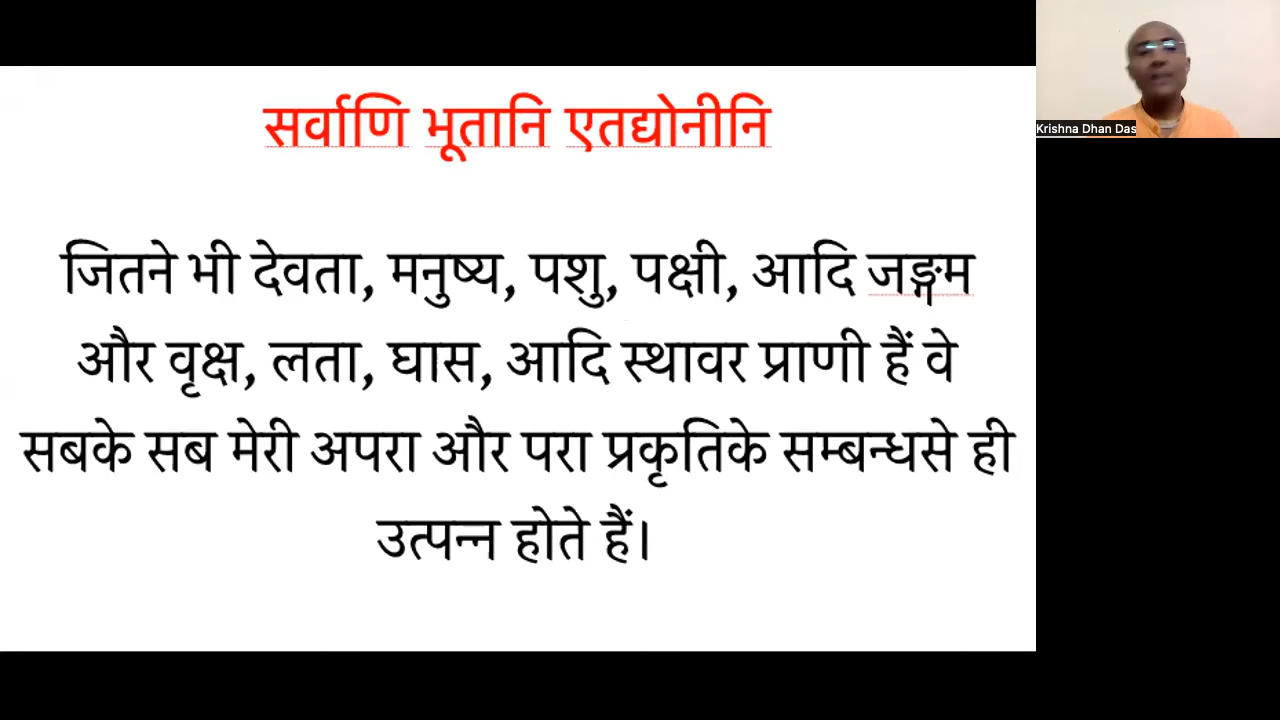 सर्वाणि भूतानि एतद्योनीनि
जितने भी देवता, मनुष्य, पशु, पक्षी, आदि जङ्गम
और वृक्ष, लता, घास, आदि स्थावर प्राणी हैं वे
सबके सब मेरी अपरा और परा प्रकृतिके सम्बन्धसे ही
उत्पन्न होते हैं।
Krishna Dhan Das